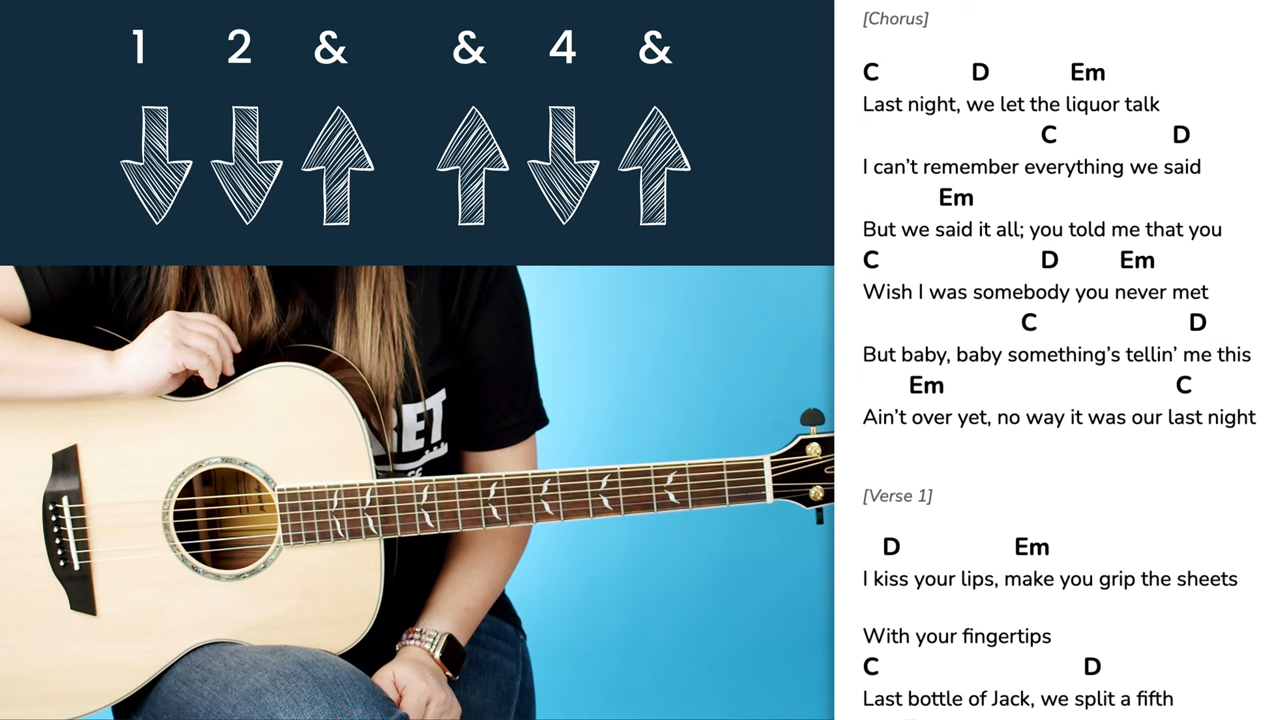 1 2 & & 4 &
[Chorus]
C D Em
Last night, we let the liquor talk
C D
I can’t remember everything we said
Em
But we said it all; you told me that you
C D Em
Wish I was somebody you never met
C D
But baby, baby something’s tellin’ me this
Em C
Ain’t over yet, no way it was our last night
[Verse 1]
D Em
I kiss your lips, make you grip the sheets
With your fingertips
C D
Last bottle of Jack, we split a fifth